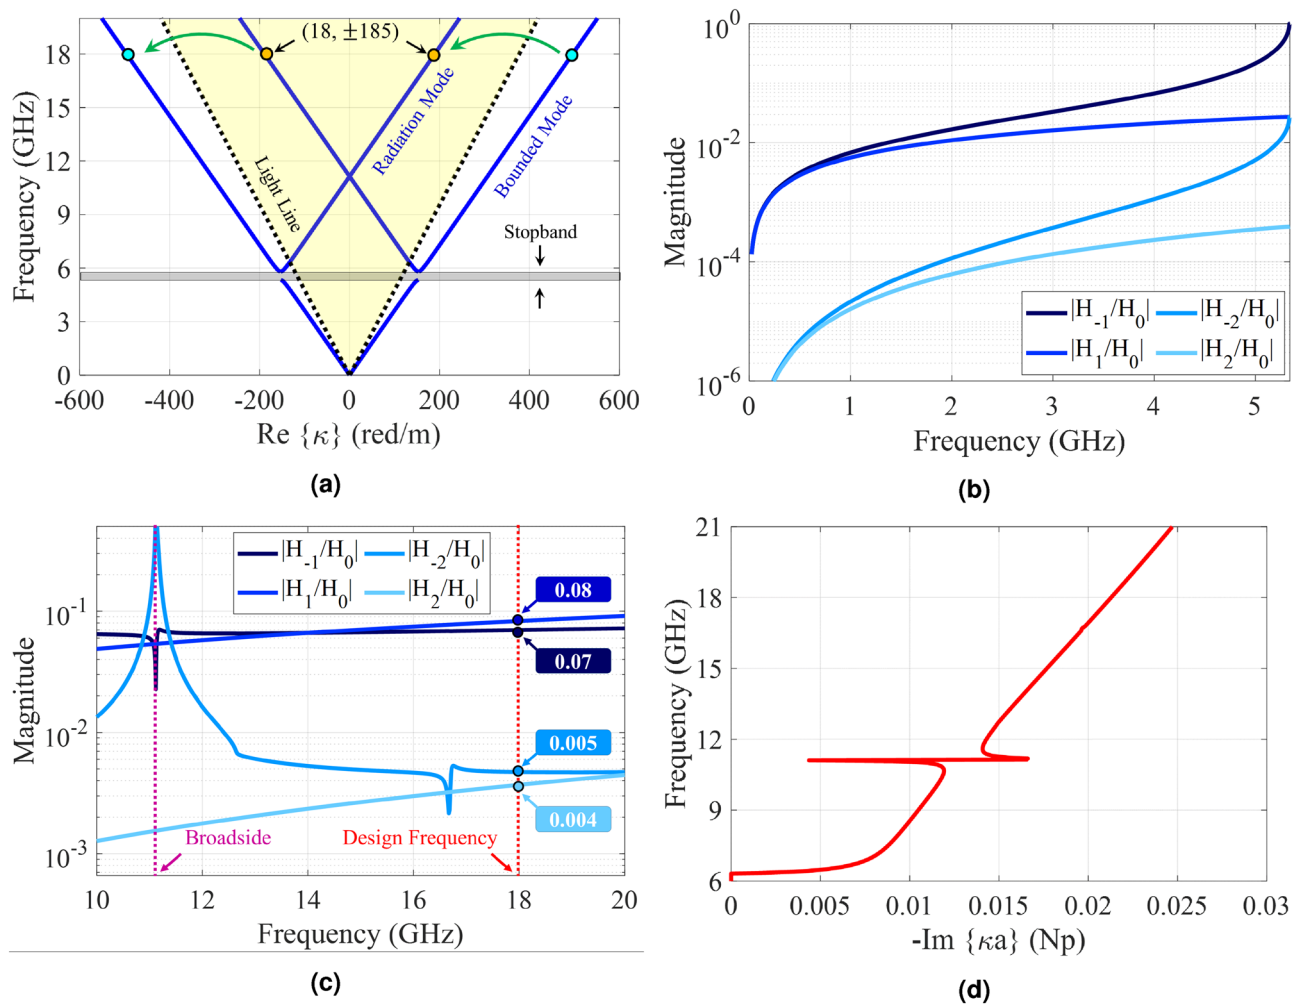 (18, ±185)
Light Line
Radiation Mode
Bounded Mode
Stopband
Frequency (GHz)
18
15
12
9
6
3
0
-600 -400 -200 0 200 400 600
Re {κ} (red/m)
(a)
Magnitude
10^0
10^-2
10^-4
10^-6
|H_-1/H_0| |H_-2/H_0|
|H_1/H_0| |H_2/H_0|
0 1 2 3 4 5
Frequency (GHz)
(b)
Magnitude
10^-1
10^-2
10^-3
|H_-1/H_0| |H_-2/H_0|
|H_1/H_0| |H_2/H_0|
0.08
0.07
0.005
0.004
Broadside
Design Frequency
10 12 14 16 18 20
Frequency (GHz)
(c)
Frequency (GHz)
21
18
15
12
9
6
0 0.005 0.01 0.015 0.02 0.025 0.03
-Im {κa} (Np)
(d)